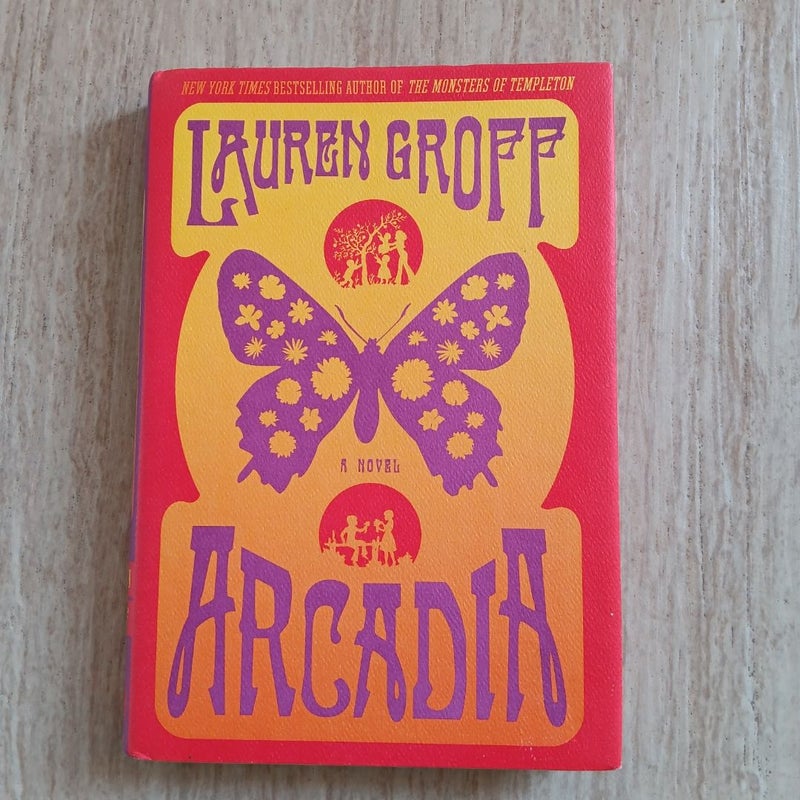 NEW YORK TIMES BESTSELLING AUTHOR OF THE MONSTERS OF TEMPLETON
LAUREN GROFF
A NOVEL
ARCADIA